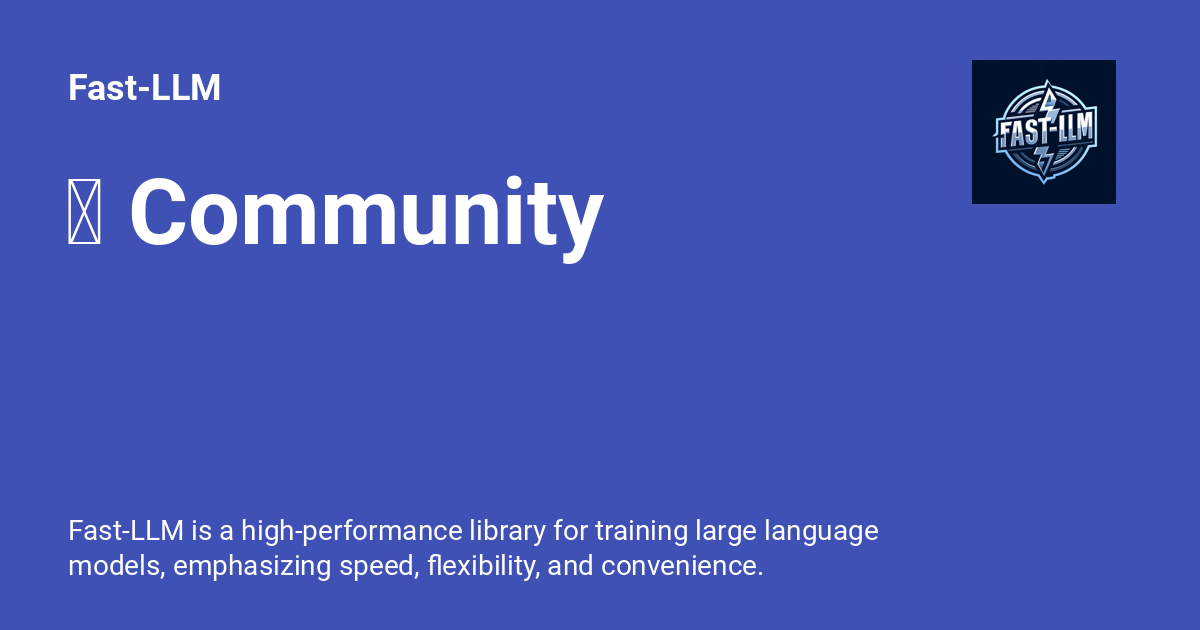 Fast-LLM
FAST-LLM
Community
Fast-LLM is a high-performance library for training large language
models, emphasizing speed, flexibility, and convenience.